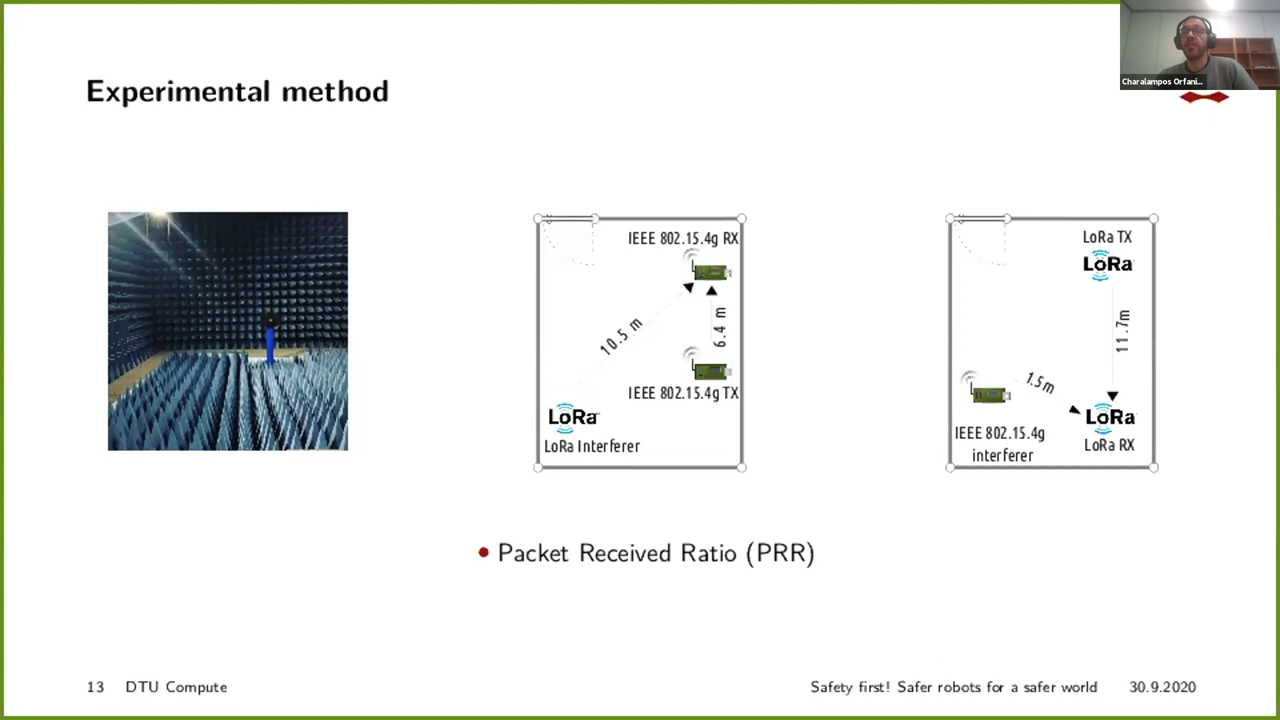 Charalampos Orfani...
Experimental method
IEEE 802.15.4g RX
10.5 m
6.4 m
IEEE 802.15.4g TX
LoRa
LoRa Interferer
LoRa TX
LoRa
11.7m
1.5m
LoRa
LoRa RX
IEEE 802.15.4g
interferer
• Packet Received Ratio (PRR)
13 DTU Compute
Safety first! Safer robots for a safer world 30.9.2020